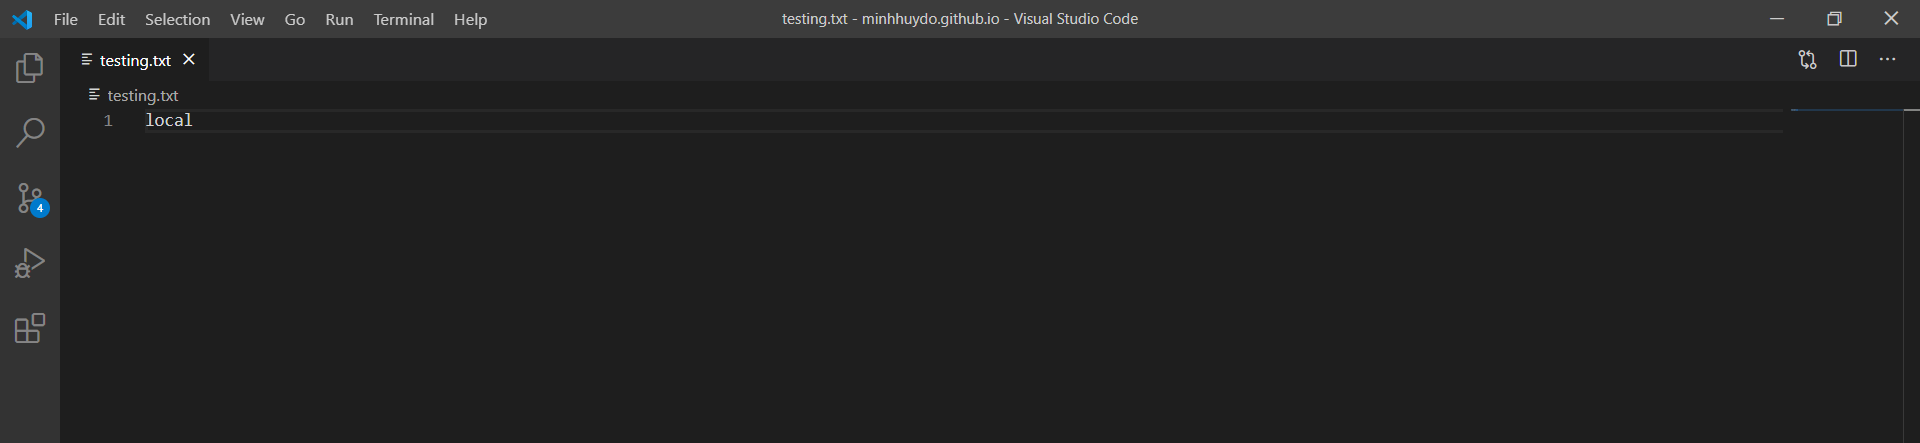 File Edit Selection View Go Run Terminal Help testing.txt - minhhuydo.github.io - Visual Studio Code
testing.txt
testing.txt
1 local
4